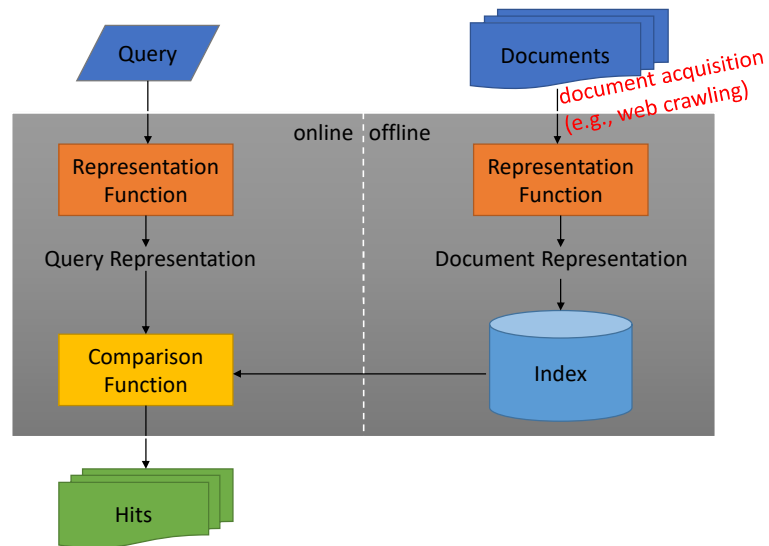 Query
Documents
document acquisition
(e.g., web crawling)
online
offline
Representation
Function
Representation
Function
Query Representation
Document Representation
Comparison
Function
Index
Hits